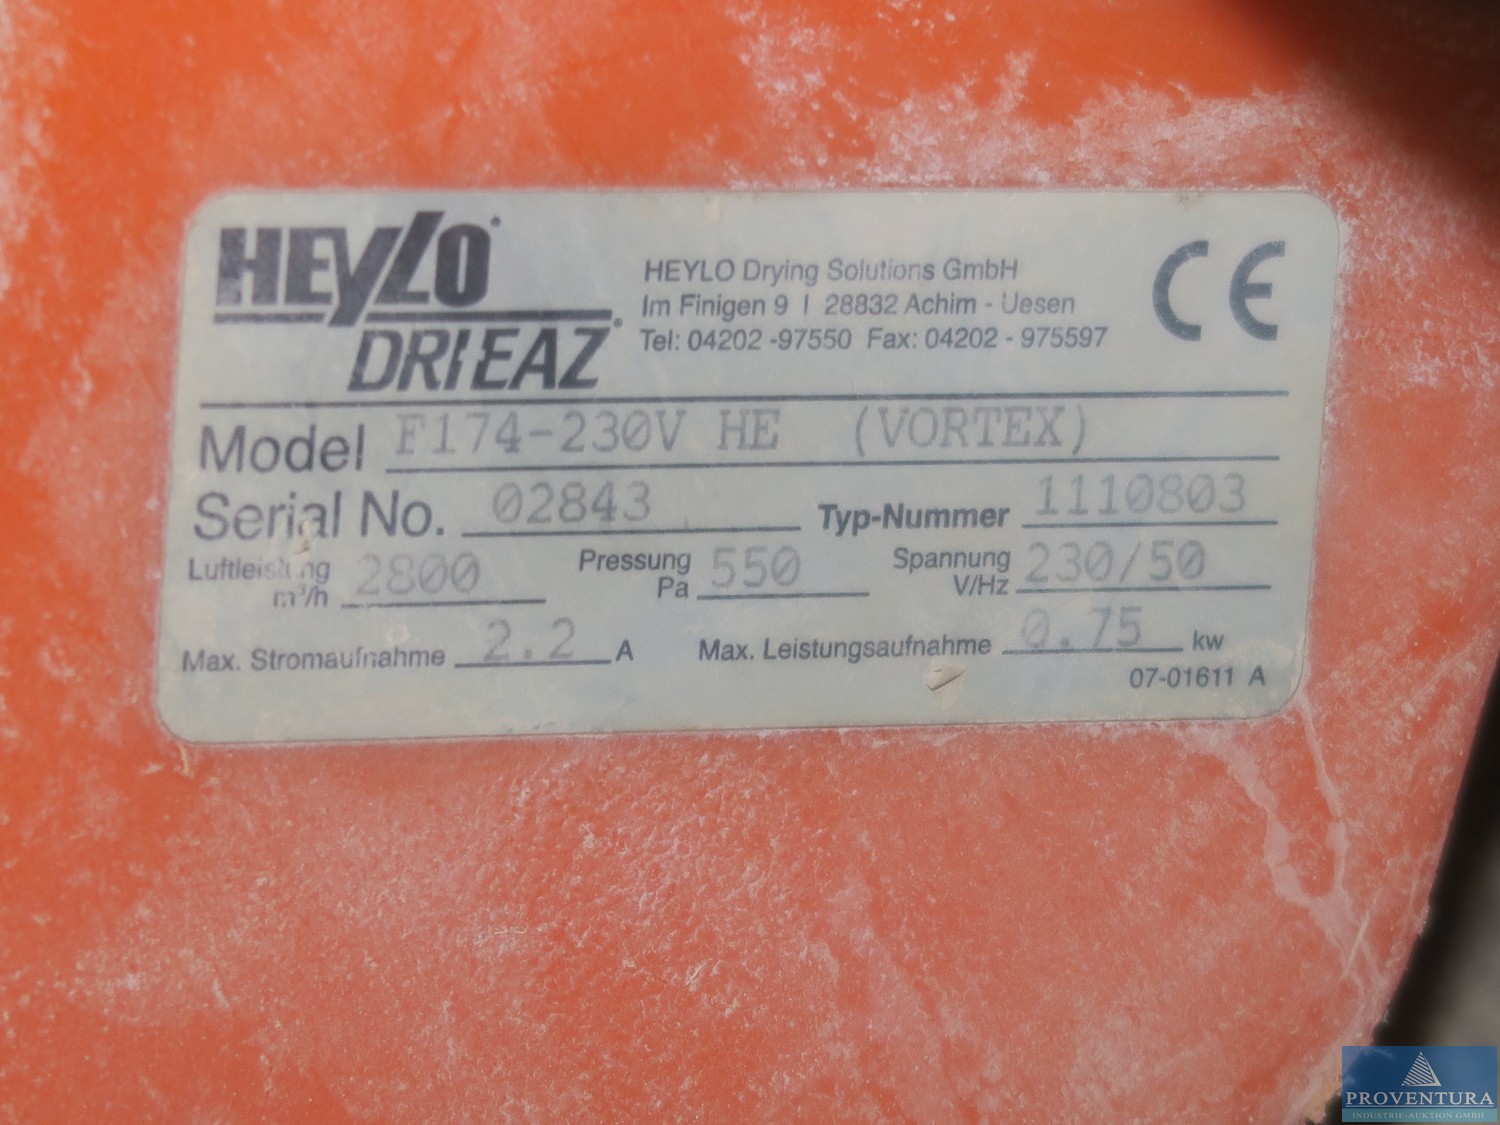 HEYLO
DRIEAZ
HEYLO Drying Solutions GmbH
Im Finigen 9 | 28832 Achim - Uesen
Tel: 04202 -97550 Fax: 04202 - 975597
CE
Model F174-230V HE (VORTEX)
Serial No. 02843 Typ-Nummer 1110803
Luftleistung m³/h 2800 Pressung Pa 550 Spannung V/Hz 230/50
Max. Stromaufnahme 2.2 A Max. Leistungsaufnahme 0.75 kw
07-01611 A
PROVENTURA
INDUSTRIE-AUKTION GMBH